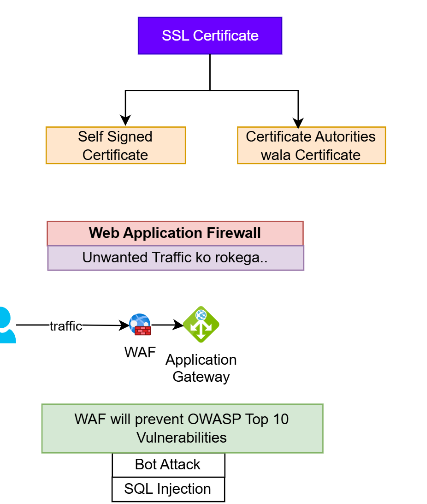 SSL Certificate
Self Signed
Certificate
Certificate Autorities
wala Certificate
Web Application Firewall
Unwanted Traffic ko rokega..
traffic
WAF
Application
Gateway
WAF will prevent OWASP Top 10
Vulnerabilities
Bot Attack
SQL Injection